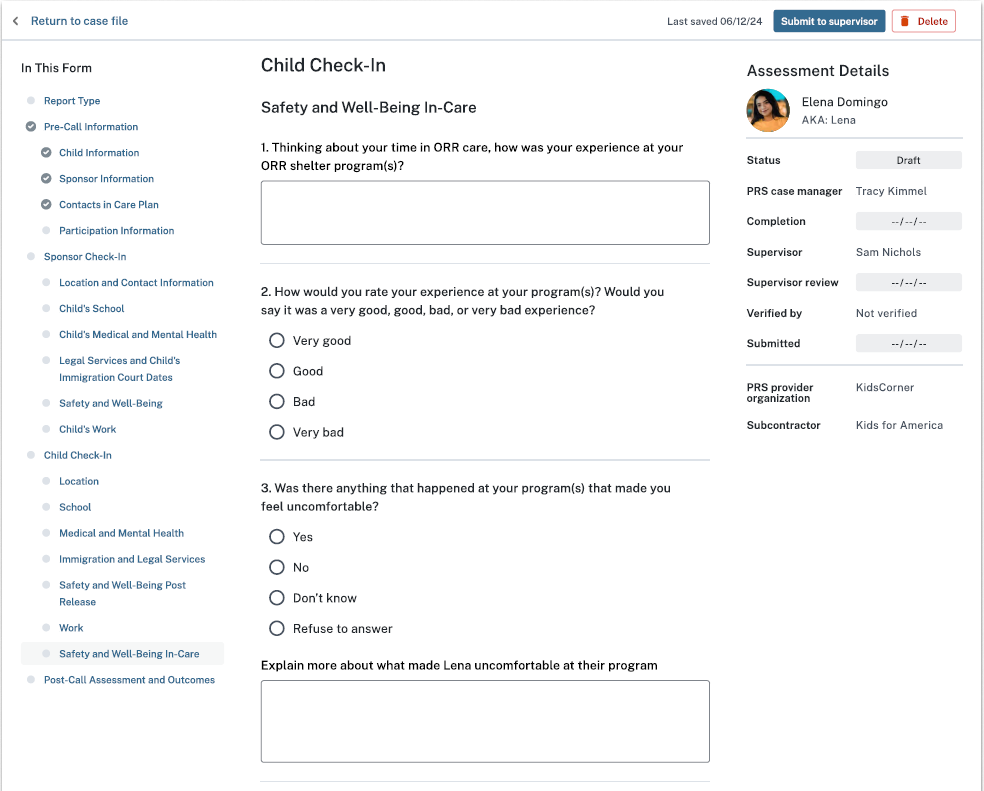 Return to case file
Last saved 06/12/24
Submit to supervisor
Delete
In This Form
Report Type
Pre-Call Information
Child Information
Sponsor Information
Contacts in Care Plan
Participation Information
Sponsor Check-In
Location and Contact Information
Child's School
Child's Medical and Mental Health
Legal Services and Child's
Immigration Court Dates
Safety and Well-Being
Child's Work
Child Check-In
Location
School
Medical and Mental Health
Immigration and Legal Services
Safety and Well-Being Post
Release
Work
Safety and Well-Being In-Care
Post-Call Assessment and Outcomes
Child Check-In
Safety and Well-Being In-Care
1. Thinking about your time in ORR care, how was your experience at your
ORR shelter program(s)?
2. How would you rate your experience at your program(s)? Would you
say it was a very good, good, bad, or very bad experience?
Very good
Good
Bad
Very bad
3. Was there anything that happened at your program(s) that made you
feel uncomfortable?
Yes
No
Don't know
Refuse to answer
Explain more about what made Lena uncomfortable at their program
Assessment Details
Elena Domingo
AKA: Lena
Status Draft
PRS case manager Tracy Kimmel
Completion --/--/--
Supervisor Sam Nichols
Supervisor review --/--/--
Verified by Not verified
Submitted --/--/--
PRS provider KidsCorner
organization
Subcontractor Kids for America